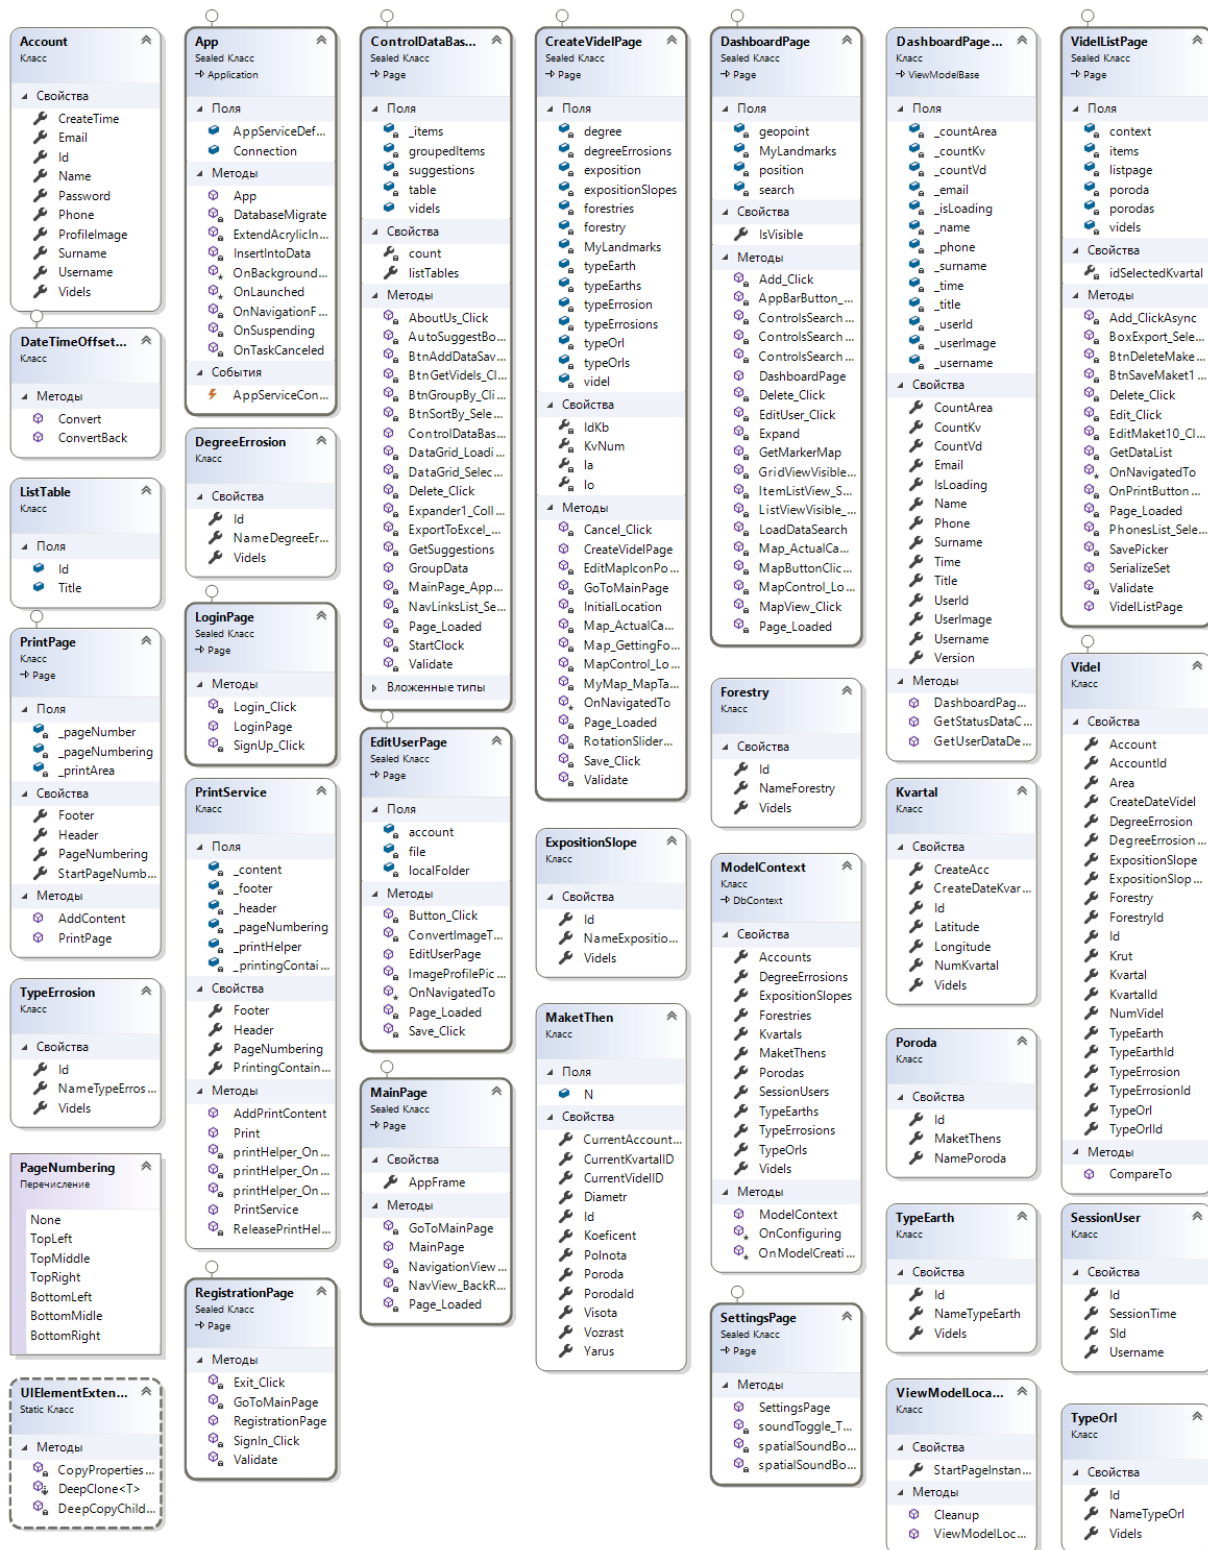 Account
Класс
Свойства
CreateTime
Email
Id
Name
Password
Phone
ProfileImage
Surname
Username
Videls
DateTimeOffset...
Класс
Методы
Convert
ConvertBack
ListTable
Класс
Поля
Id
Title
PrintPage
Класс
Page
Поля
_pageNumber
_pageNumbering
_printArea
Свойства
Footer
Header
PageNumbering
StartPageNumb...
Методы
AddContent
PrintPage
TypeErrosion
Класс
Свойства
Id
NameTypeErros...
Videls
PageNumbering
Перечисление
None
TopLeft
TopMiddle
TopRight
BottomLeft
BottomMidle
BottomRight
UIElementExten...
Static Класс
Методы
CopyProperties...
DeepClone<T>
DeepCopyChild...
App
Sealed Класс
Application
Поля
AppServiceDef...
Connection
Методы
App
DatabaseMigrate
ExtendAcrylicIn...
InsertIntoData
OnBackground...
OnLaunched
OnNavigationF...
OnSuspending
OnTaskCanceled
События
AppServiceCon...
DegreeErrosion
Класс
Свойства
Id
NameDegreeEr...
Videls
LoginPage
Sealed Класс
Page
Методы
Login_Click
LoginPage
SignUp_Click
PrintService
Класс
Поля
_content
_footer
_header
_pageNumbering
_printHelper
_printingContai...
Свойства
Footer
Header
PageNumbering
PrintingContain...
Методы
AddPrintContent
Print
printHelper_On...
printHelper_On...
printHelper_On...
PrintService
ReleasePrintHel...
RegistrationPage
Sealed Класс
Page
Методы
Exit_Click
GoToMainPage
RegistrationPage
SignIn_Click
Validate
ControlDataBas...
Sealed Класс
Page
Поля
_items
groupedItems
suggestions
table
videls
Свойства
count
listTables
Методы
AboutUs_Click
AutoSuggestBo...
BtnAddDataSav...
BtnGetVidels_Cl...
BtnGroupBy_Cli...
BtnSortBy_Sele...
ControlDataBas...
DataGrid_Loadi...
DataGrid_Selec...
Delete_Click
Expander1_Coll...
ExportToExcel_...
GetSuggestions
GroupData
MainPage_App...
NavLinksList_Se...
Page_Loaded
StartClock
Validate
Вложенные типы
EditUserPage
Sealed Класс
Page
Поля
account
file
localFolder
Методы
Button_Click
ConvertImageT...
EditUserPage
ImageProfilePic...
OnNavigatedTo
Page_Loaded
Save_Click
MainPage
Sealed Класс
Page
Свойства
AppFrame
Методы
GoToMainPage
MainPage
NavigationView...
NavView_BackR...
Page_Loaded
CreateVidelPage
Sealed Класс
Page
Поля
degree
degreeErrosions
exposition
expositionSlopes
forestries
forestry
MyLandmarks
typeEarth
typeEarths
typeErrosion
typeErrosions
typeOrl
typeOrls
videl
Свойства
IdKb
KvNum
la
lo
Методы
Cancel_Click
CreateVidelPage
EditMapIconPo...
GoToMainPage
InitialLocation
Map_ActualCa...
Map_GettingFo...
MapControl_Lo...
MyMap_MapTa...
OnNavigatedTo
Page_Loaded
RotationSlider...
Save_Click
Validate
ExpositionSlope
Класс
Свойства
Id
NameExpositio...
Videls
MaketThen
Класс
Поля
N
Свойства
CurrentAccount...
CurrentKvartalID
CurrentVidelID
Diametr
Id
Koeficent
Polnota
Poroda
PorodaId
Visota
Vozrast
Yarus
DashboardPage
Sealed Класс
Page
Поля
geopoint
MyLandmarks
position
search
Свойства
IsVisible
Методы
Add_Click
AppBarButton_...
ControlsSearch...
ControlsSearch...
ControlsSearch...
DashboardPage
Delete_Click
EditUser_Click
Expand
GetMarkerMap
GridViewVisible...
ItemListView_S...
ListViewVisible_...
LoadDataSearch
Map_ActualCa...
MapButtonClic...
MapControl_Lo...
MapView_Click
Page_Loaded
Forestry
Класс
Свойства
Id
NameForestry
Videls
ModelContext
Класс
DbContext
Свойства
Accounts
DegreeErrosions
ExpositionSlopes
Forestries
Kvartals
MaketThens
Porodas
SessionUsers
TypeEarths
TypeErrosions
TypeOrls
Videls
Методы
ModelContext
OnConfiguring
OnModelCreati...
SettingsPage
Sealed Класс
Page
Методы
SettingsPage
soundToggle_T...
spatialSoundBo...
spatialSoundBo...
DashboardPage...
Класс
ViewModelBase
Поля
_countArea
_countKv
_countVd
_email
_isLoading
_name
_phone
_surname
_time
_title
_userId
_userImage
_username
Свойства
CountArea
CountKv
CountVd
Email
IsLoading
Name
Phone
Surname
Time
Title
UserId
UserImage
Username
Version
Методы
DashboardPag...
GetStatusDataC...
GetUserDataDe...
Kvartal
Класс
Свойства
CreateAcc
CreateDateKvar...
Id
Latitude
Longitude
NumKvartal
Videls
Poroda
Класс
Свойства
Id
MaketThens
NamePoroda
TypeEarth
Класс
Свойства
Id
NameTypeEarth
Videls
ViewModelLoca...
Класс
Свойства
StartPageInstan...
Методы
Cleanup
ViewModelLoc...
VidelListPage
Sealed Класс
Page
Поля
context
items
listpage
poroda
porodas
videls
Свойства
idSelectedKvartal
Методы
Add_ClickAsync
BoxExport_Sele...
BtnDeleteMake...
BtnSaveMaket1...
Delete_Click
Edit_Click
EditMaket10_Cl...
GetDataList
OnNavigatedTo
OnPrintButton...
Page_Loaded
PhonesList_Sele...
SavePicker
SerializeSet
Validate
VidelListPage
Videl
Класс
Свойства
Account
AccountId
Area
CreateDateVidel
DegreeErrosion
DegreeErrosion...
ExpositionSlope
ExpositionSlop...
Forestry
ForestryId
Id
Krut
Kvartal
KvartalId
NumVidel
TypeEarth
TypeEarthId
TypeErrosion
TypeErrosionId
TypeOrl
TypeOrlId
Методы
CompareTo
SessionUser
Класс
Свойства
Id
SessionTime
SId
Username
TypeOrl
Класс
Свойства
Id
NameTypeOrl
Videls